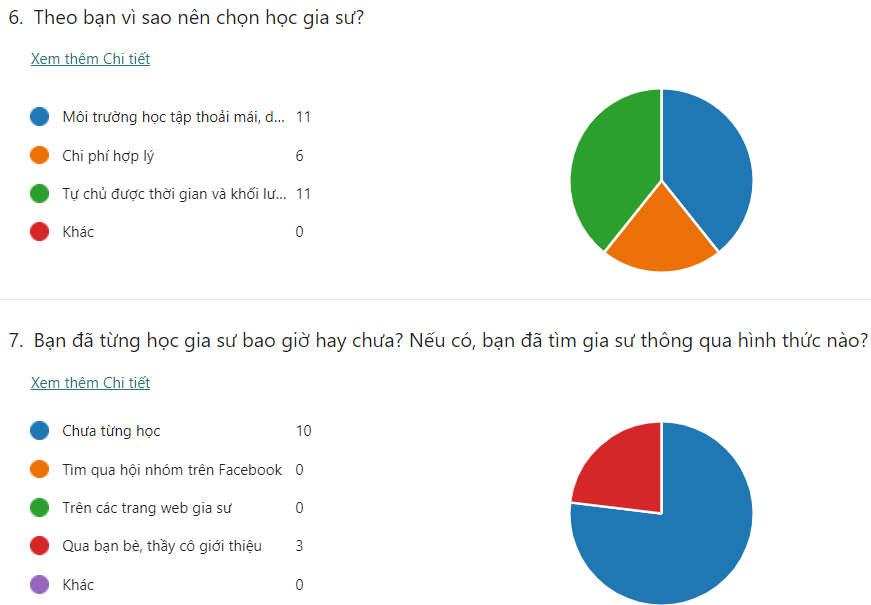 6. Theo bạn vì sao nên chọn học gia sư?
Xem thêm Chi tiết
Môi trường học tập thoải mái, d... 11
Chi phí hợp lý 6
Tự chủ được thời gian và khối lư... 11
Khác 0
7. Bạn đã từng học gia sư bao giờ hay chưa? Nếu có, bạn đã tìm gia sư thông qua hình thức nào?
Xem thêm Chi tiết
Chưa từng học 10
Tìm qua hội nhóm trên Facebook 0
Trên các trang web gia sư 0
Qua bạn bè, thầy cô giới thiệu 3
Khác 0